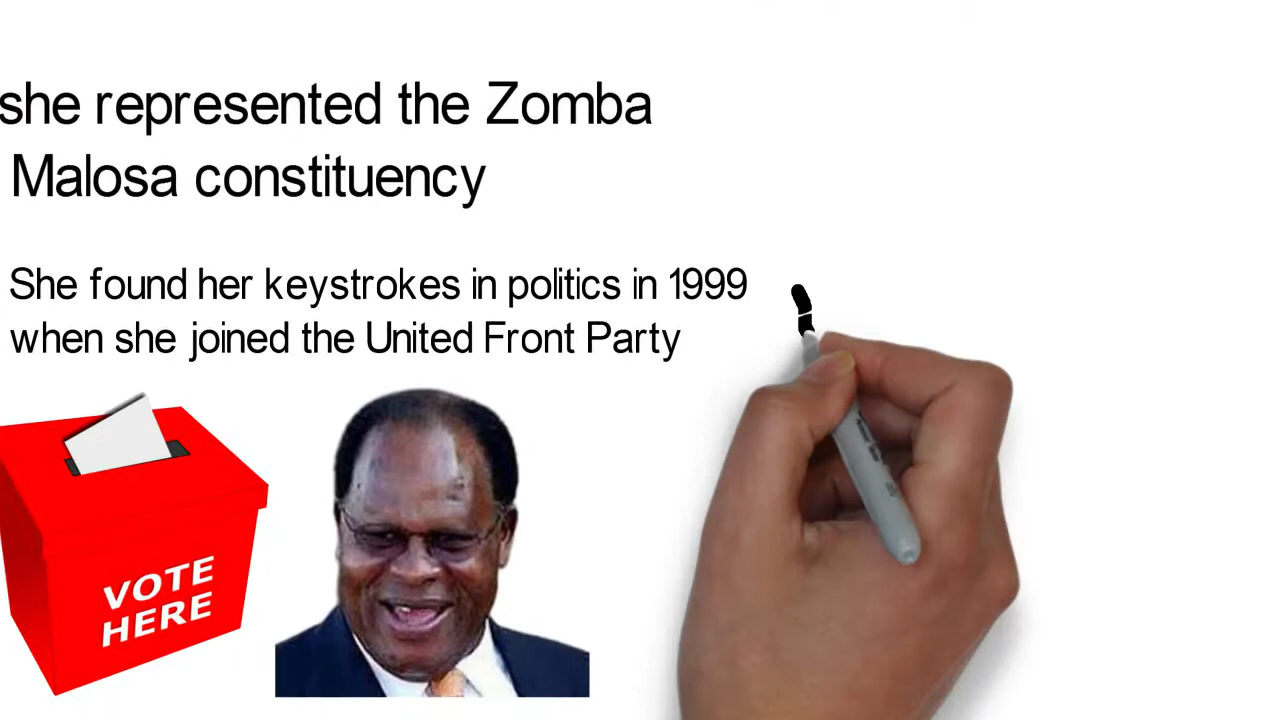 she represented the Zomba
Malosa constituency
She found her keystrokes in politics in 1999
when she joined the United Front Party
VOTE
HERE